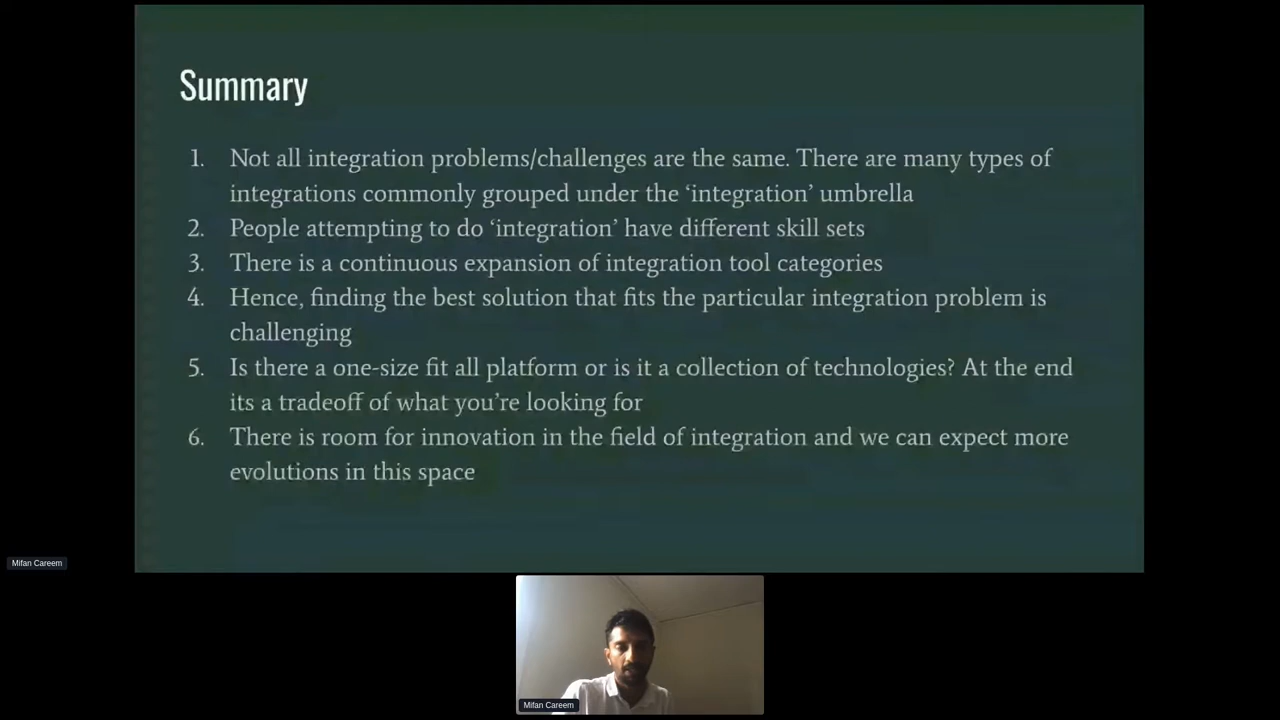 Summary
1. Not all integration problems/challenges are the same. There are many types of
integrations commonly grouped under the ‘integration’ umbrella
2. People attempting to do ‘integration’ have different skill sets
3. There is a continuous expansion of integration tool categories
4. Hence, finding the best solution that fits the particular integration problem is
challenging
5. Is there a one-size fit all platform or is it a collection of technologies? At the end
its a tradeoff of what you’re looking for
6. There is room for innovation in the field of integration and we can expect more
evolutions in this space
Mifan Careem
Mifan Careem